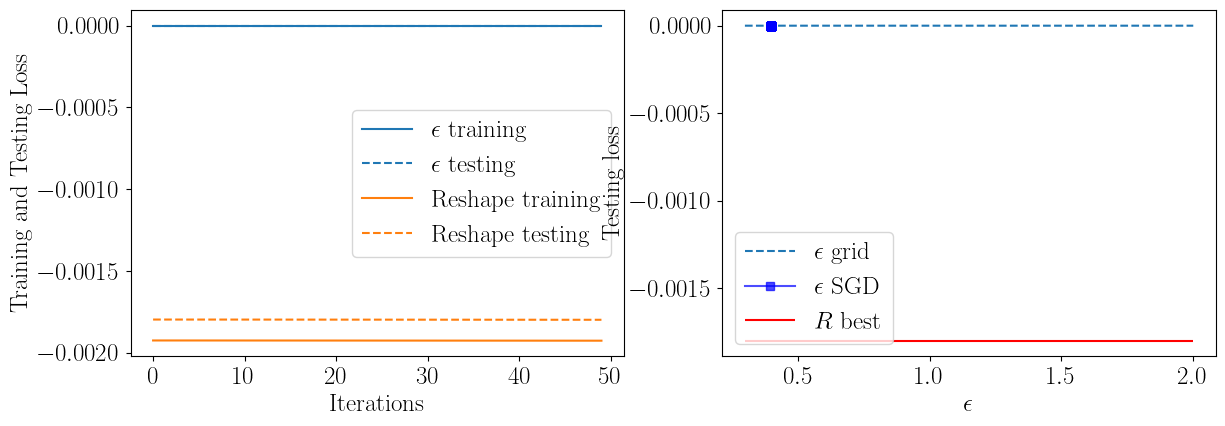 Training and Testing Loss
0.0000
−0.0005
−0.0010
−0.0015
−0.0020
ϵ training
ϵ testing
Reshape training
Reshape testing
0 10 20 30 40 50
Iterations
Testing loss
0.0000
−0.0005
−0.0010
−0.0015
ϵ grid
ϵ SGD
R best
0.5 1.0 1.5 2.0
ϵ